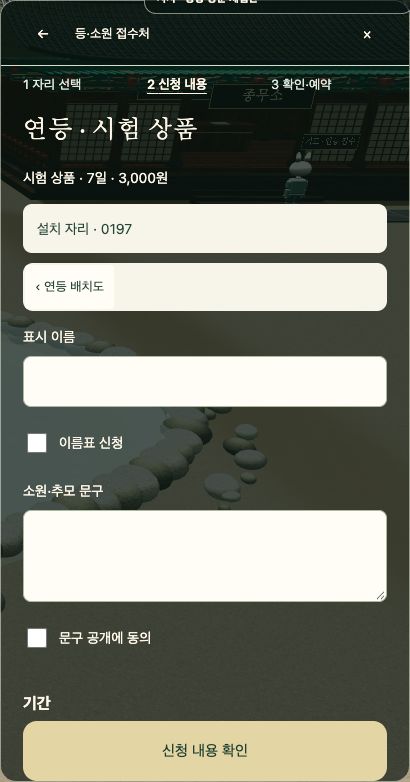 ← 등·소원 접수처 ×
1 자리 선택 2 신청 내용 3 확인·예약
종무소
연등 · 시험 상품
시험 상품 · 7일 · 3,000원
설치 자리 · 0197
‹ 연등 배치도
표시 이름
이름표 신청
소원·추모 문구
문구 공개에 동의
기간
신청 내용 확인